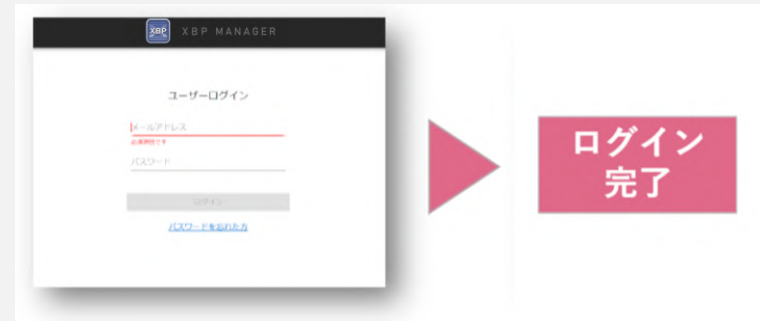 XBP XBP MANAGER
ユーザーログイン
メールアドレス
必須項目です
パスワード
ログイン
パスワードを忘れた方
ログイン
完了